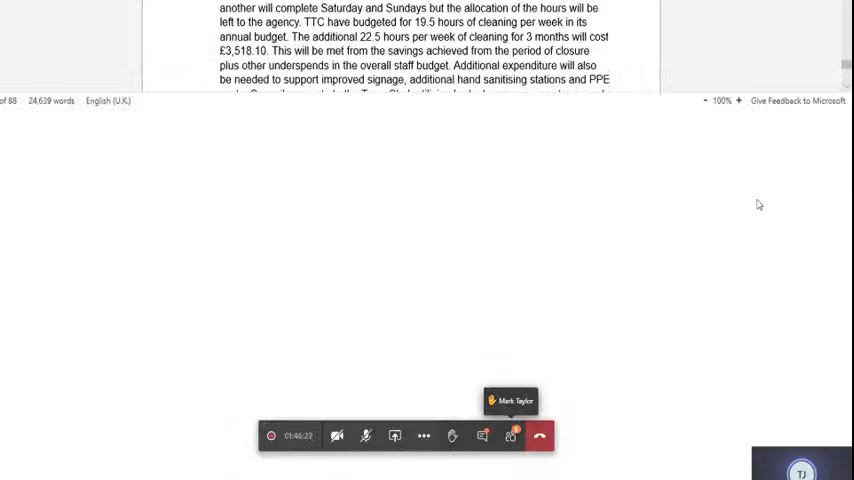 another will complete Saturday and Sundays but the allocation of the hours will be
left to the agency. TTC have budgeted for 19.5 hours of cleaning per week in its
annual budget. The additional 22.5 hours per week of cleaning for 3 months will cost
£3,518.10. This will be met from the savings achieved from the period of closure
plus other underspends in the overall staff budget. Additional expenditure will also
be needed to support improved signage, additional hand sanitising stations and PPE
of 88 24,639 words English (U.K.) - 100% + Give Feedback to Microsoft
Mark Taylor
01:46:22
TJ